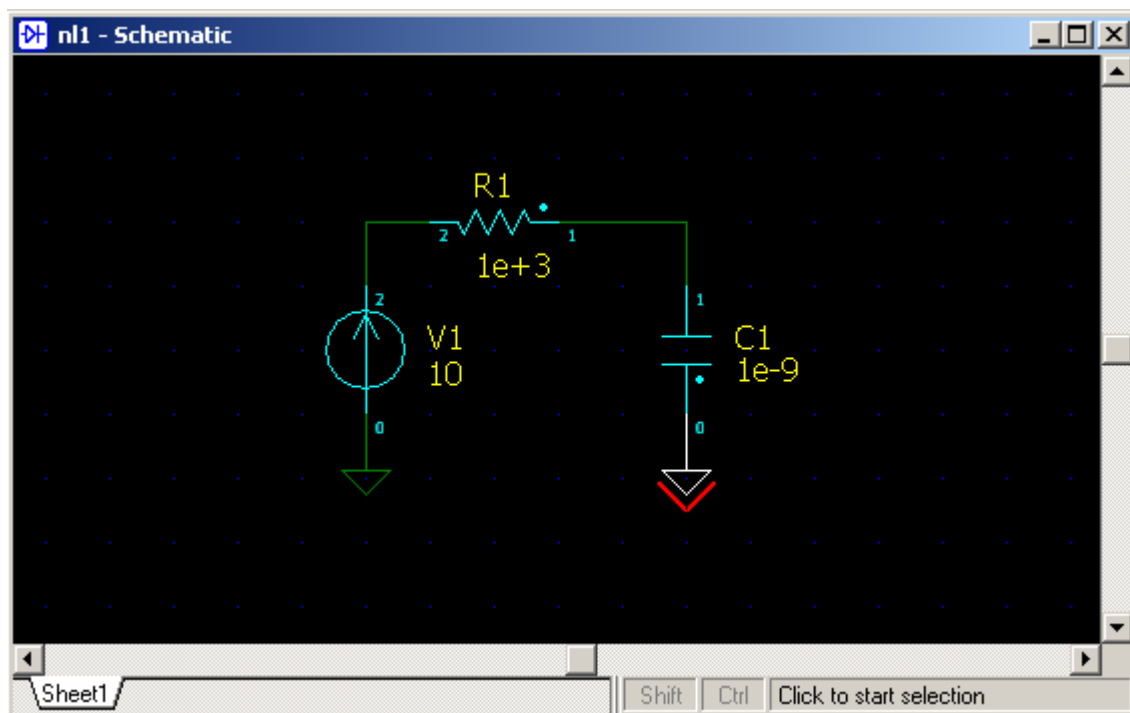 nl1 - Schematic
R1
2
1
1e+3
2
V1
10
0
1
C1
1e-9
0
Sheet1
Shift
Ctrl
Click to start selection